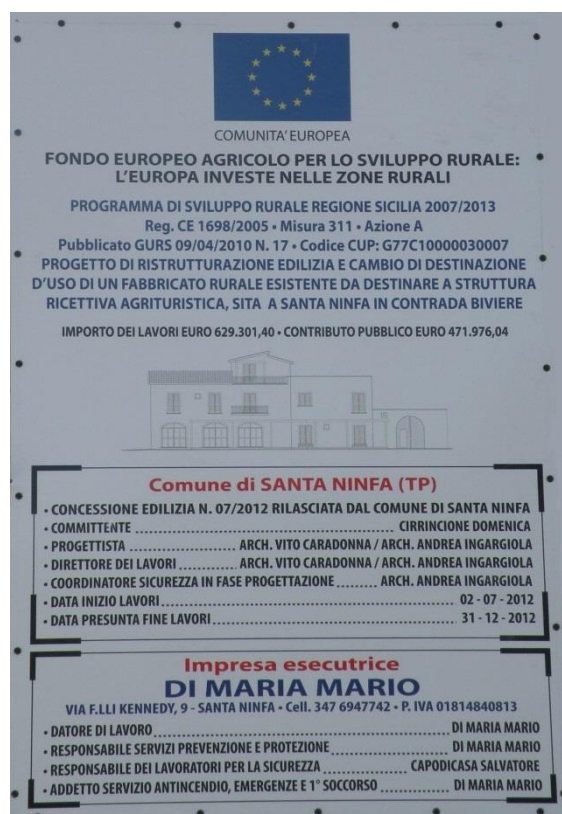 COMUNITA' EUROPEA
FONDO EUROPEO AGRICOLO PER LO SVILUPPO RURALE:
L'EUROPA INVESTE NELLE ZONE RURALI
PROGRAMMA DI SVILUPPO RURALE REGIONE SICILIA 2007/2013
Reg. CE 1698/2005 • Misura 311 • Azione A
Pubblicato GURS 09/04/2010 N. 17 • Codice CUP: G77C10000030007
PROGETTO DI RISTRUTTURAZIONE EDILIZIA E CAMBIO DI DESTINAZIONE
D'USO DI UN FABBRICATO RURALE ESISTENTE DA DESTINARE A STRUTTURA
RICETTIVA AGRITURISTICA, SITA A SANTA NINFA IN CONTRADA BIVIERE
IMPORTO DEI LAVORI EURO 629.301,40 • CONTRIBUTO PUBBLICO EURO 471.976,04
Comune di SANTA NINFA (TP)
• CONCESSIONE EDILIZIA N. 07/2012 RILASCIATA DAL COMUNE DI SANTA NINFA
• COMMITTENTE ........ CIRRINCIONE DOMENICA
• PROGETTISTA ........ ARCH. VITO CARADONNA / ARCH. ANDREA INGARGIOLA
• DIRETTORE DEI LAVORI ........ ARCH. VITO CARADONNA / ARCH. ANDREA INGARGIOLA
• COORDINATORE SICUREZZA IN FASE PROGETTAZIONE ........ ARCH. ANDREA INGARGIOLA
• DATA INIZIO LAVORI ........ 02 - 07 - 2012
• DATA PRESUNTA FINE LAVORI ........ 31 - 12 - 2012
Impresa esecutrice
DI MARIA MARIO
VIA F.LLI KENNEDY, 9 - SANTA NINFA • Cell. 347 6947742 • P. IVA 01814840813
• DATORE DI LAVORO ........ DI MARIA MARIO
• RESPONSABILE SERVIZI PREVENZIONE E PROTEZIONE ........ DI MARIA MARIO
• RESPONSABILE DEI LAVORATORI PER LA SICUREZZA ........ CAPODICASA SALVATORE
• ADDETTO SERVIZIO ANTINCENDIO, EMERGENZE E 1° SOCCORSO ........ DI MARIA MARIO